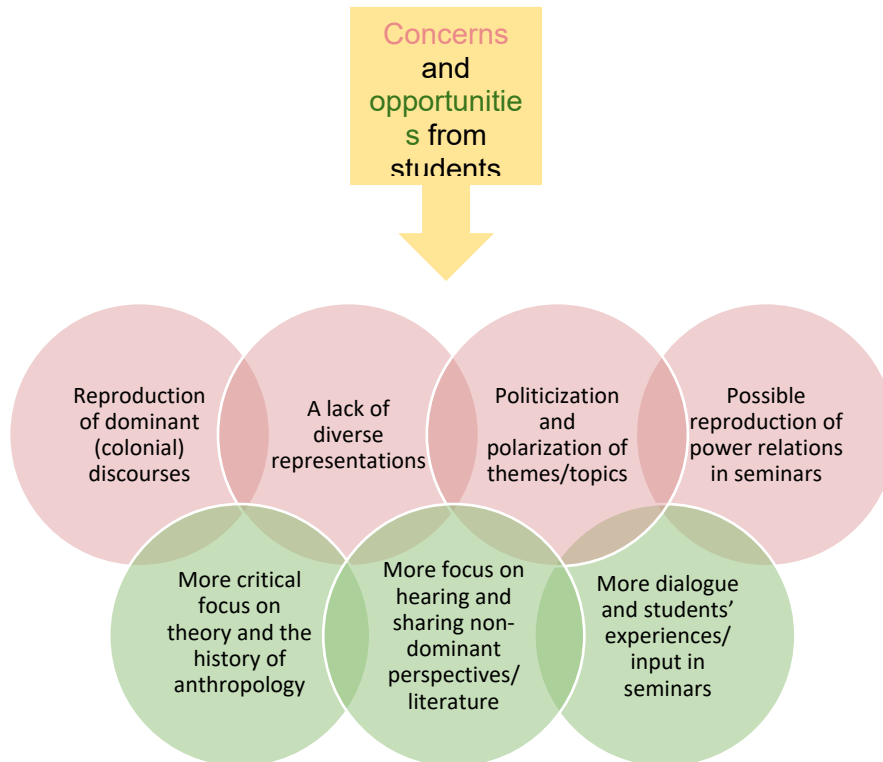 Concerns
and
opportunitie
s from
students
Reproduction
of dominant
(colonial)
discourses
A lack of
diverse
representations
Politicization
and
polarization of
themes/topics
Possible
reproduction of
power relations
in seminars
More critical
focus on
theory and the
history of
anthropology
More focus on
hearing and
sharing non-
dominant
perspectives/
literature
More dialogue
and students’
experiences/
input in
seminars